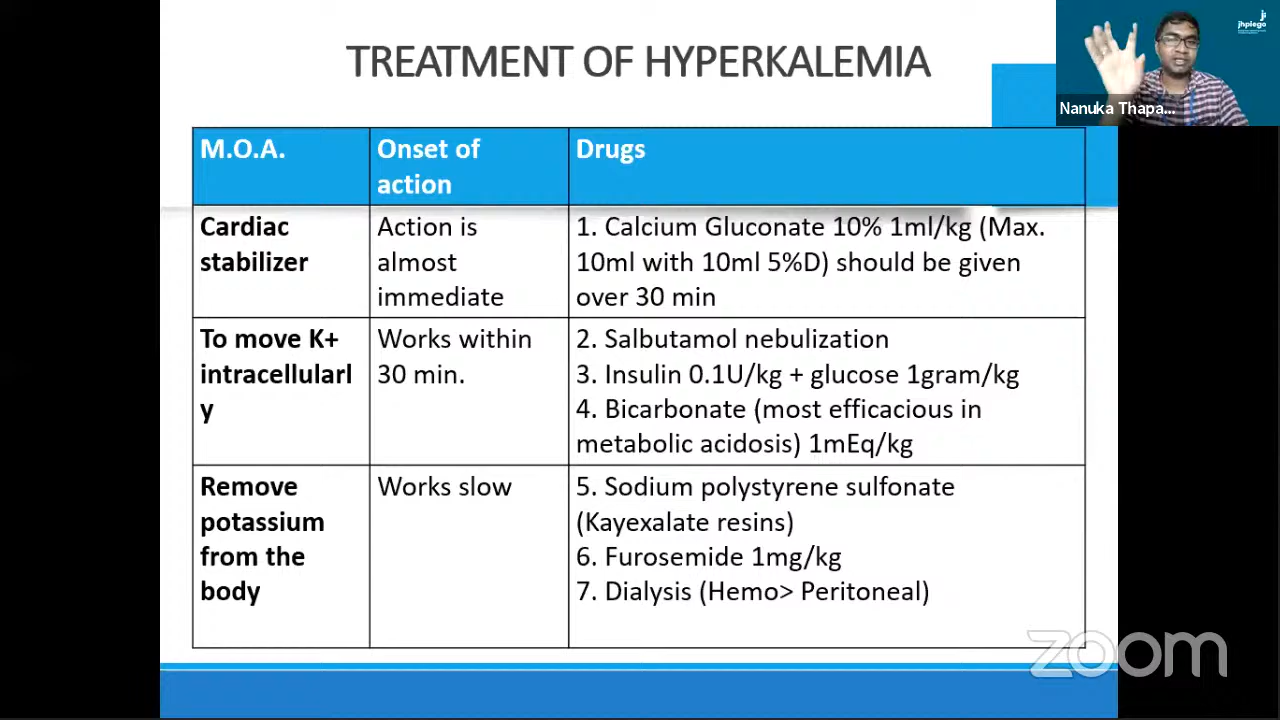 TREATMENT OF HYPERKALEMIA
jhpiego
Nanuka Thapa...
M.O.A.
Onset of
action
Drugs
Cardiac
stabilizer
Action is
almost
immediate
1. Calcium Gluconate 10% 1ml/kg (Max.
10ml with 10ml 5%D) should be given
over 30 min
To move K+
intracellularl
y
Works within
30 min.
2. Salbutamol nebulization
3. Insulin 0.1U/kg + glucose 1gram/kg
4. Bicarbonate (most efficacious in
metabolic acidosis) 1mEq/kg
Remove
potassium
from the
body
Works slow
5. Sodium polystyrene sulfonate
(Kayexalate resins)
6. Furosemide 1mg/kg
7. Dialysis (Hemo> Peritoneal)
zoom